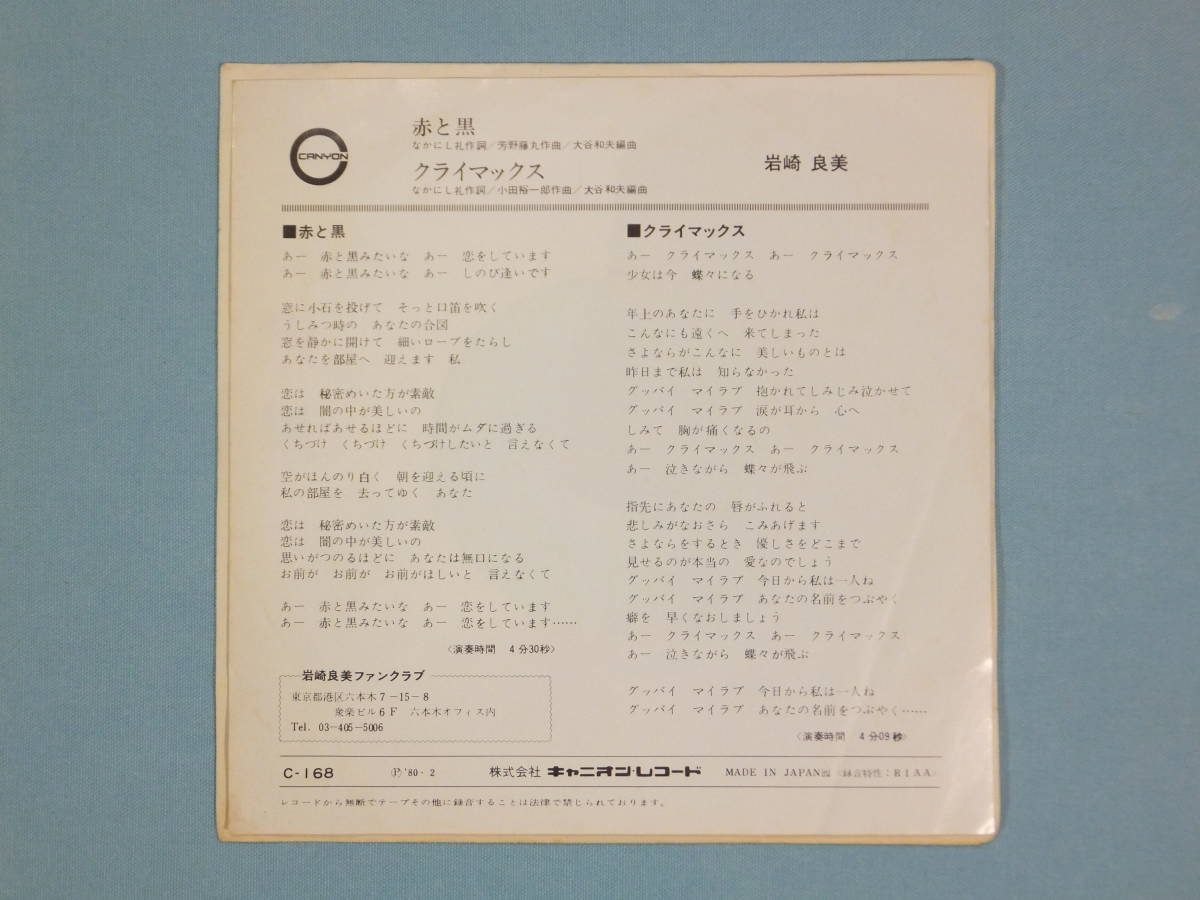 CANYON
赤と黒
なかにし礼作詞／芳野藤丸作曲／大谷和夫編曲
クライマックス
なかにし礼作詞／小田裕一郎作曲／大谷和夫編曲
岩崎 良美
■赤と黒
あー 赤と黒みたいな あー 恋をしています
あー 赤と黒みたいな あー しのび逢いです
窓に小石を投げて そっと口笛を吹く
うしみつ時の あなたの合図
窓を静かに開けて 細いロープをたらし
あなたを部屋へ 迎えます 私
恋は 秘密めいた方が素敵
恋は 闇の中が美しいの
あせればあせるほどに 時間がムダに過ぎる
くちづけ くちづけ くちづけしたいと 言えなくて
空がほんのり白く 朝を迎える頃に
私の部屋を 去ってゆく あなた
恋は 秘密めいた方が素敵
恋は 闇の中が美しいの
思いがつのるほどに あなたは無口になる
お前が お前が お前がほしいと 言えなくて
あー 赤と黒みたいな あー 恋をしています
あー 赤と黒みたいな あー 恋をしています……
〈演奏時間 4分30秒〉
■クライマックス
あー クライマックス あー クライマックス
少女は今 蝶々になる
年上のあなたに 手をひかれ私は
こんなにも遠くへ 来てしまった
さよならがこんなに 美しいものとは
昨日まで私は 知らなかった
グッバイ マイラブ 抱かれてしみじみ泣かせて
グッバイ マイラブ 涙が耳から 心へ
しみて 胸が痛くなるの
あー クライマックス あー クライマックス
あー 泣きながら 蝶々が飛ぶ
指先にあなたの 唇がふれると
悲しみがなおさら こみあげます
さよならをするとき 優しさをどこまで
見せるのが本当の 愛なのでしょう
グッバイ マイラブ 今日から私は一人ね
グッバイ マイラブ あなたの名前をつぶやく
癖を 早くなおしましょう
あー クライマックス あー クライマックス
あー 泣きながら 蝶々が飛ぶ
グッバイ マイラブ 今日から私は一人ね
グッバイ マイラブ あなたの名前をつぶやく……
〈演奏時間 4分09秒〉
岩崎良美ファンクラブ
東京都港区六本木7－15－8
衆楽ビル6F 六本木オフィス内
Tel. 03－405－5006
C-168 Ⓟ'80・2 株式会社 キャニオン・レコード MADE IN JAPAN 〈録音特性：RIAA〉
レコードから無断でテープその他に録音することは法律で禁じられております。